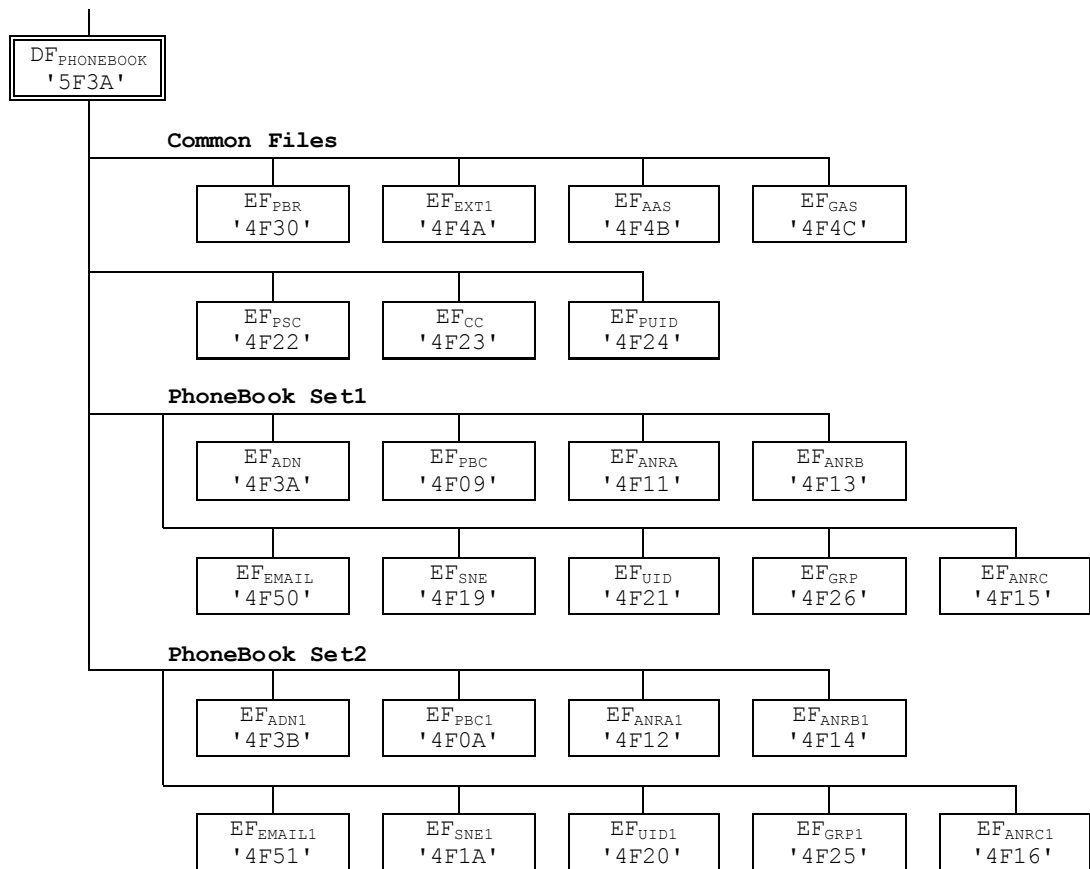 DFPHONEBOOK
'5F3A'
Common Files
EFPBR EFEXT1 EFAAS EFGAS
'4F30' '4F4A' '4F4B' '4F4C'
EFPSC EFCC EFPUID
'4F22' '4F23' '4F24'
PhoneBook Set1
EFADN EFPBC EFANRA EFANRB
'4F3A' '4F09' '4F11' '4F13'
EFEMAIL EFSNE EFUID EFGRP EFANRC
'4F50' '4F19' '4F21' '4F26' '4F15'
PhoneBook Set2
EFADN1 EFPBC1 EFANRA1 EFANRB1
'4F3B' '4F0A' '4F12' '4F14'
EFEMAIL1 EFSNE1 EFUID1 EFGRP1 EFANRC1
'4F51' '4F1A' '4F20' '4F25' '4F16'